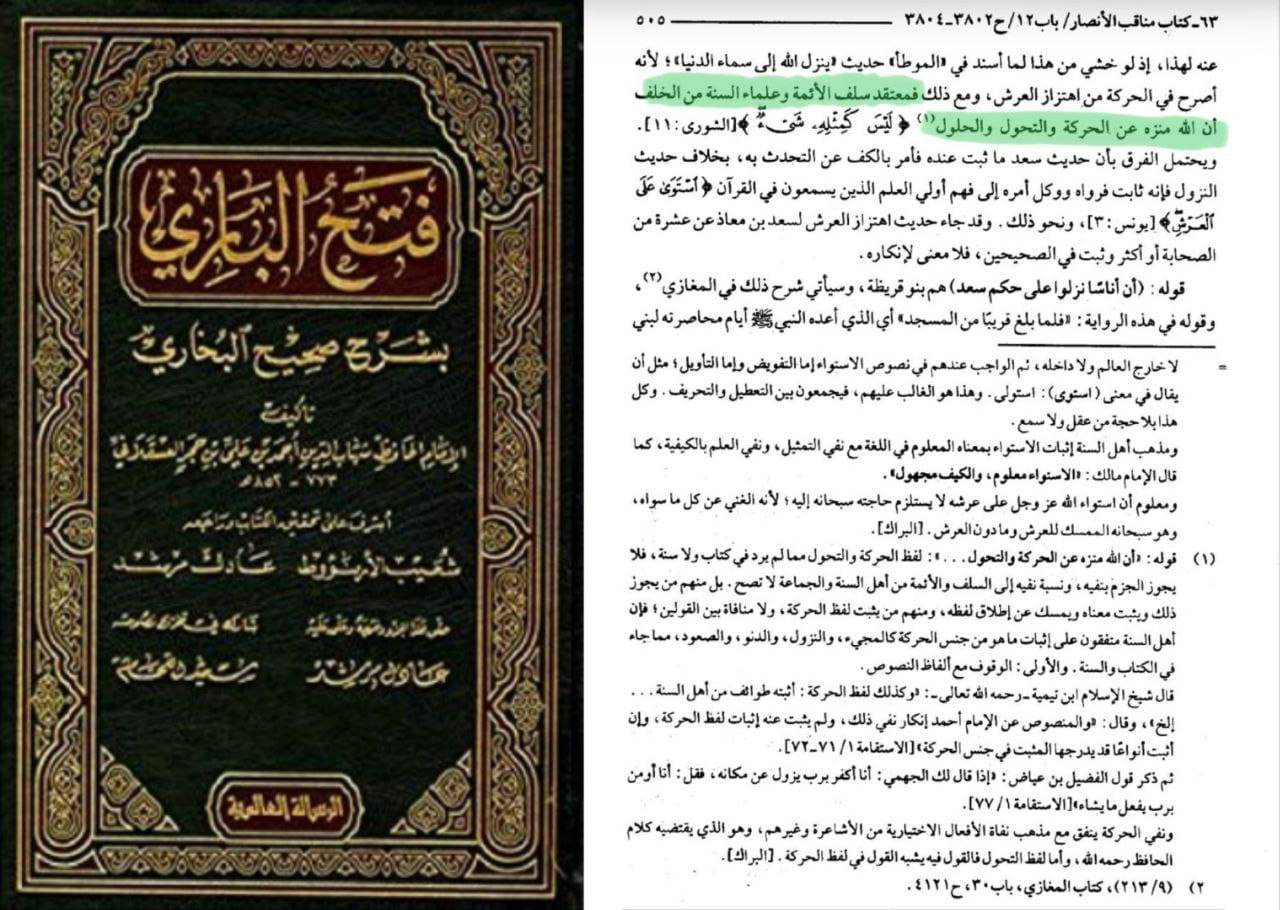 فتح الباري
بشرح صحيح البخاري
تأليف
الإمام الحافظ شهاب الدين أحمد بن علي بن حجر العسقلاني
٧٧٣ - ٨٥٢ هـ
أشرف على تحقيق الكتاب وراجعه
شعيب الأرنؤوط عادل مرشد
عادل مرشد
الرسالة العالمية
٦٣ـ كتاب مناقب الأنصار/ باب ١٢/ ح ٣٨٠٢ـ ٣٨٠٤ ٥٠٥
عنه لهذا، إذ لو خشي من هذا لما أسند في «الموطأ» حديث «ينزل الله إلى سماء الدنيا»؛ لأنه
أصرح في الحركة من اهتزاز العرش، ومع ذلك فمعتقد سلف الأئمة وعلماء السنة من الخلف
أن الله منزه عن الحركة والتحول والحلول(١) ﴿ لَيْسَ كَمِثْلِهِۦ شَىْءٌ ﴾ [الشورى: ١١].
ويحتمل الفرق بأن حديث سعد ما ثبت عنده فأمر بالكف عن التحدث به، بخلاف حديث
النزول فإنه ثابت فرواه ووكل أمره إلى فهم أولي العلم الذين يسمعون في القرآن ﴿ ٱسْتَوَىٰ عَلَى
ٱلْعَرْشِ ﴾ [يونس: ٣]، ونحو ذلك. وقد جاء حديث اهتزاز العرش لسعد بن معاذ عن عشرة من
الصحابة أو أكثر وثبت في الصحيحين، فلا معنى لإنكاره.
قوله: (أن أناسًا نزلوا على حكم سعد) هم بنو قريظة، وسيأتي شرح ذلك في المغازي(٢)،
وقوله في هذه الرواية: «فلما بلغ قريبًا من المسجد» أي الذي أعده النبي ﷺ أيام محاصرته لبني
= لا خارج العالم ولا داخله، ثم الواجب عندهم في نصوص الاستواء إما التفويض وإما التأويل؛ مثل أن
يقال في معنى (استوى): استولى. وهذا هو الغالب عليهم، فيجمعون بين التعطيل والتحريف. وكل
هذا بلا حجة من عقل ولا سمع.
ومذهب أهل السنة إثبات الاستواء بمعناه المعلوم في اللغة مع نفي التمثيل، ونفي العلم بالكيفية، كما
قال الإمام مالك: «الاستواء معلوم، والكيف مجهول».
ومعلوم أن استواء الله عز وجل على عرشه لا يستلزم حاجته سبحانه إليه؛ لأنه الغني عن كل ما سواه،
وهو سبحانه الممسك للعرش وما دون العرش. [البراك].
(١) قوله: «أن الله منزه عن الحركة والتحول ...»: لفظ الحركة والتحول مما لم يرد في كتاب ولا سنة، فلا
يجوز الجزم بنفيه، ونسبة نفيه إلى السلف والأئمة من أهل السنة والجماعة لا تصح. بل منهم من يجوز
ذلك ويثبت معناه ويمسك عن إطلاق لفظه، ومنهم من يثبت لفظ الحركة، ولا منافاة بين القولين؛ فإن
أهل السنة متفقون على إثبات ما هو من جنس الحركة كالمجيء، والنزول، والدنو، والصعود، مما جاء
في الكتاب والسنة. والأولى: الوقوف مع ألفاظ النصوص.
قال شيخ الإسلام ابن تيمية ـ رحمه الله تعالى ـ: «وكذلك لفظ الحركة: أثبته طوائف من أهل السنة ...
إلخ»، وقال: «والمنصوص عن الإمام أحمد إنكار نفي ذلك، ولم يثبت عنه إثبات لفظ الحركة، وإن
أثبت أنواعًا قد يدرجها المثبت في جنس الحركة» [الاستقامة ١/ ٧١ـ ٧٢].
ثم ذكر قول الفضيل بن عياض: «إذا قال لك الجهمي: أنا أكفر برب يزول عن مكانه، فقل: أنا أومن
برب يفعل ما يشاء» [الاستقامة ١/ ٧٧].
ونفي الحركة يتفق مع مذهب نفاة الأفعال الاختيارية من الأشاعرة وغيرهم، وهو الذي يقتضيه كلام
الحافظ رحمه الله، وأما لفظ التحول فالقول فيه يشبه القول في لفظ الحركة. [البراك].
٢) (٩/ ٢١٣)، كتاب المغازي، باب ٣٠، ح ٤١٢١.